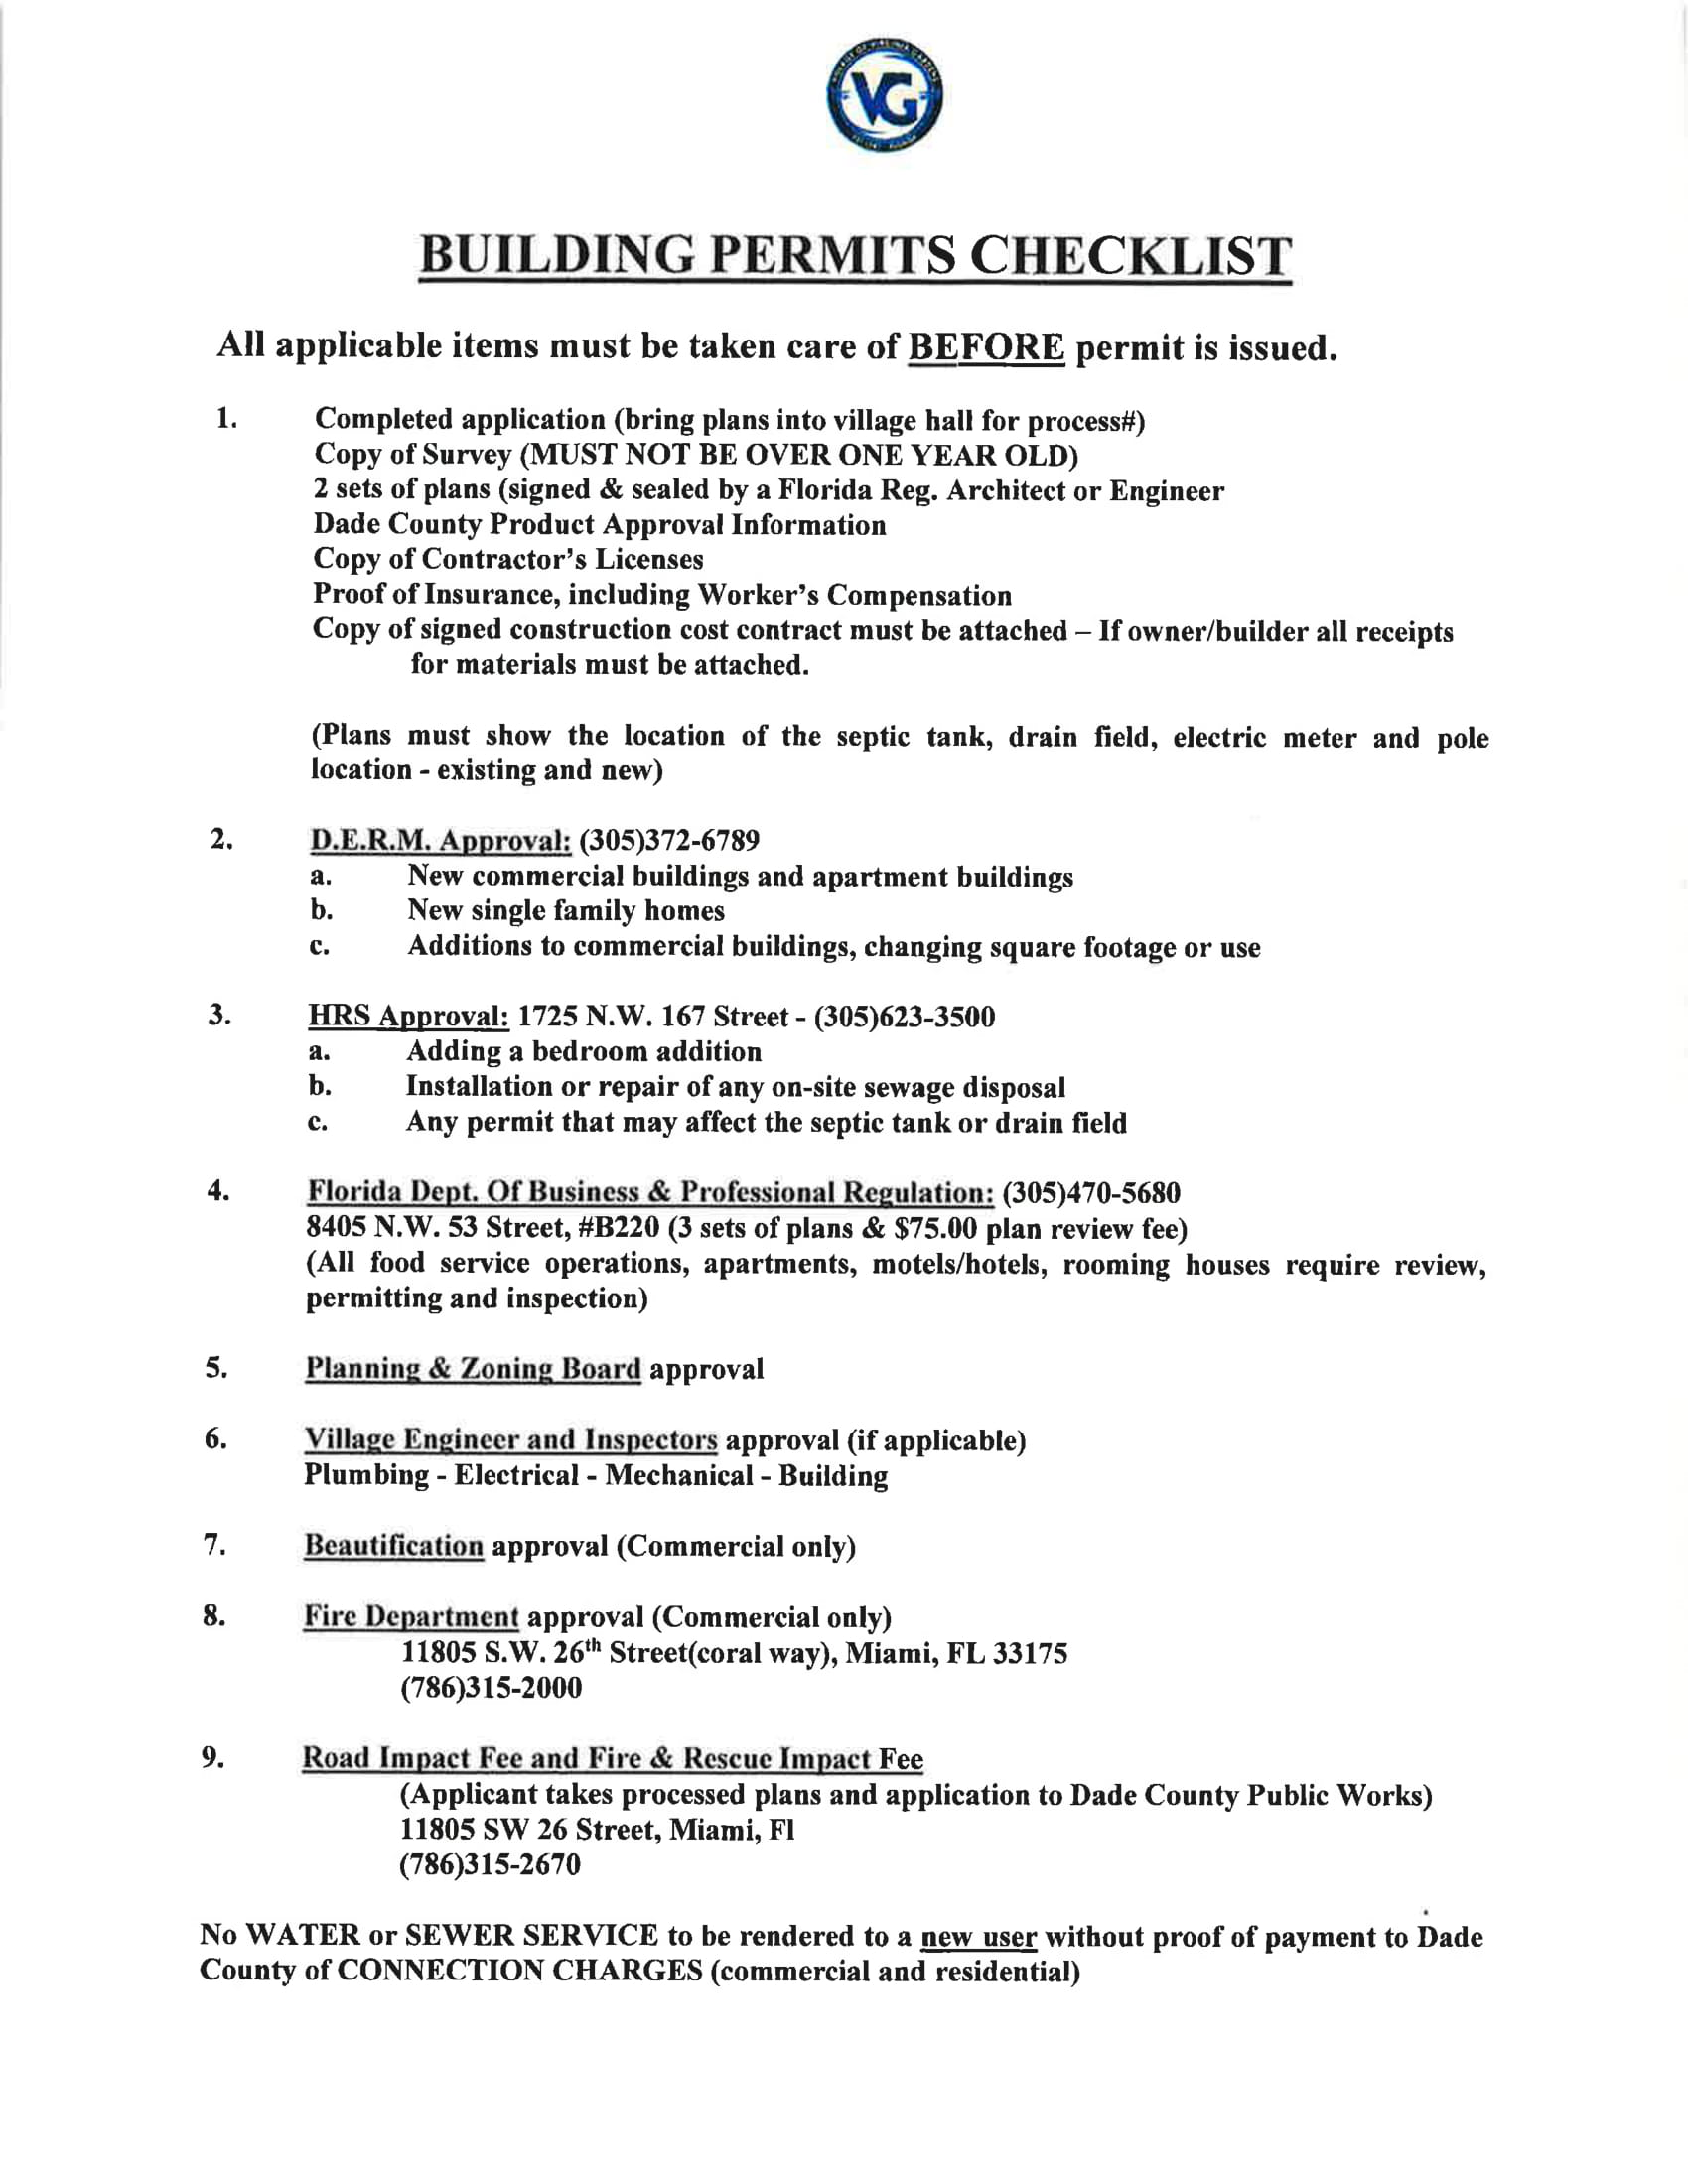 VILLAGE OF VIRGINIA GARDENS
VG
BUILDING PERMITS CHECKLIST
All applicable items must be taken care of BEFORE permit is issued.
1. Completed application (bring plans into village hall for process#)
Copy of Survey (MUST NOT BE OVER ONE YEAR OLD)
2 sets of plans (signed & sealed by a Florida Reg. Architect or Engineer
Dade County Product Approval Information
Copy of Contractor's Licenses
Proof of Insurance, including Worker's Compensation
Copy of signed construction cost contract must be attached – If owner/builder all receipts
for materials must be attached.
(Plans must show the location of the septic tank, drain field, electric meter and pole
location - existing and new)
2. D.E.R.M. Approval: (305)372-6789
a. New commercial buildings and apartment buildings
b. New single family homes
c. Additions to commercial buildings, changing square footage or use
3. HRS Approval: 1725 N.W. 167 Street - (305)623-3500
a. Adding a bedroom addition
b. Installation or repair of any on-site sewage disposal
c. Any permit that may affect the septic tank or drain field
4. Florida Dept. Of Business & Professional Regulation: (305)470-5680
8405 N.W. 53 Street, #B220 (3 sets of plans & $75.00 plan review fee)
(All food service operations, apartments, motels/hotels, rooming houses require review,
permitting and inspection)
5. Planning & Zoning Board approval
6. Village Engineer and Inspectors approval (if applicable)
Plumbing - Electrical - Mechanical - Building
7. Beautification approval (Commercial only)
8. Fire Department approval (Commercial only)
11805 S.W. 26th Street(coral way), Miami, FL 33175
(786)315-2000
9. Road Impact Fee and Fire & Rescue Impact Fee
(Applicant takes processed plans and application to Dade County Public Works)
11805 SW 26 Street, Miami, Fl
(786)315-2670
No WATER or SEWER SERVICE to be rendered to a new user without proof of payment to Dade
County of CONNECTION CHARGES (commercial and residential)